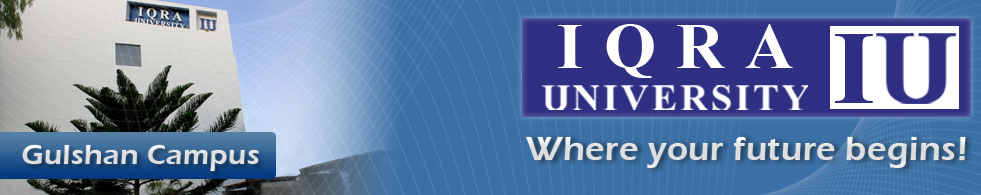 IQRA
UNIVERSITY IU
Gulshan Campus
IQRA
UNIVERSITY
IU
Where your future begins!